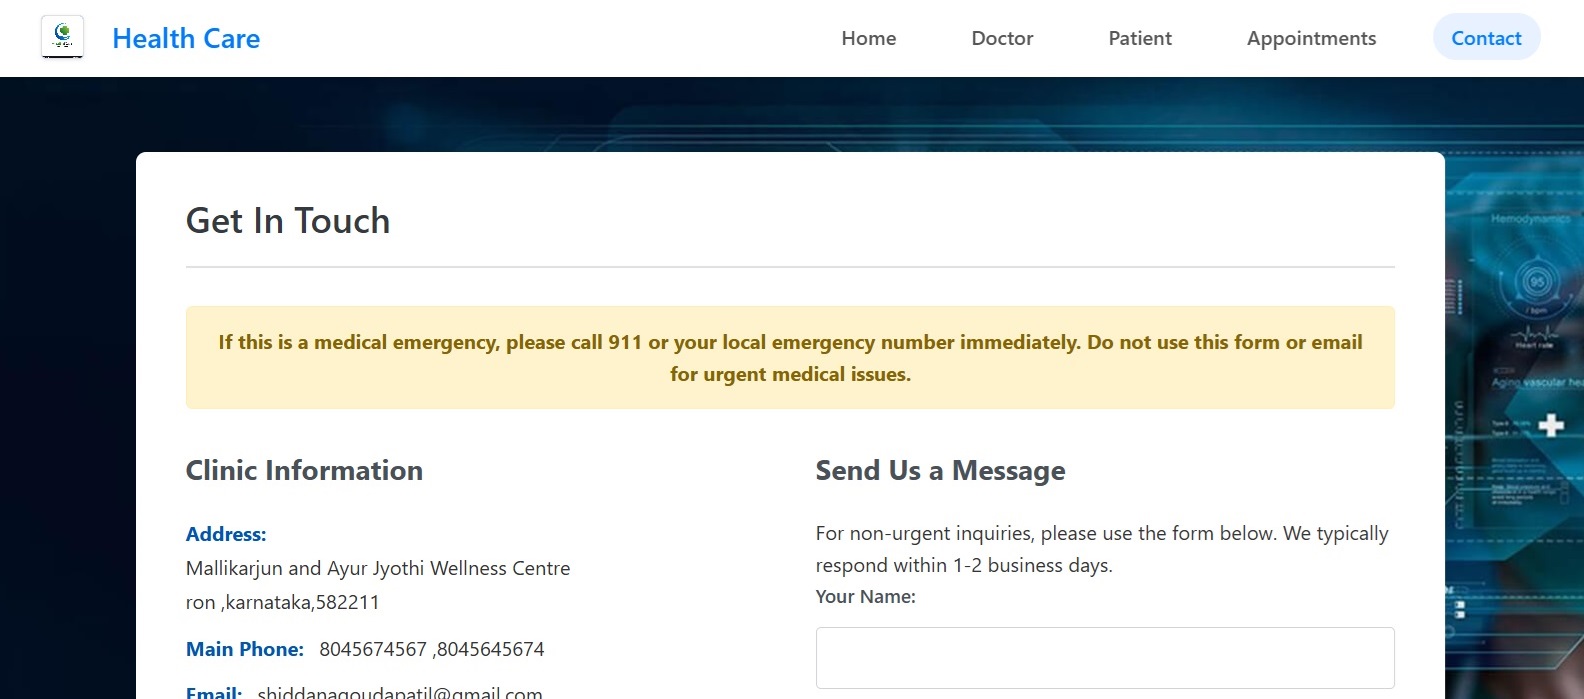 Health Care
Home
Doctor
Patient
Appointments
Contact
Get In Touch
If this is a medical emergency, please call 911 or your local emergency number immediately. Do not use this form or email
for urgent medical issues.
Clinic Information
Address:
Mallikarjun and Ayur Jyothi Wellness Centre
ron ,karnataka,582211
Main Phone: 8045674567 ,8045645674
Email: shiddanagoudapatil@gmail.com
Send Us a Message
For non-urgent inquiries, please use the form below. We typically
respond within 1-2 business days.
Your Name:
Hemodynamics
95
/ bpm
Heart rate
Aging vascular hea